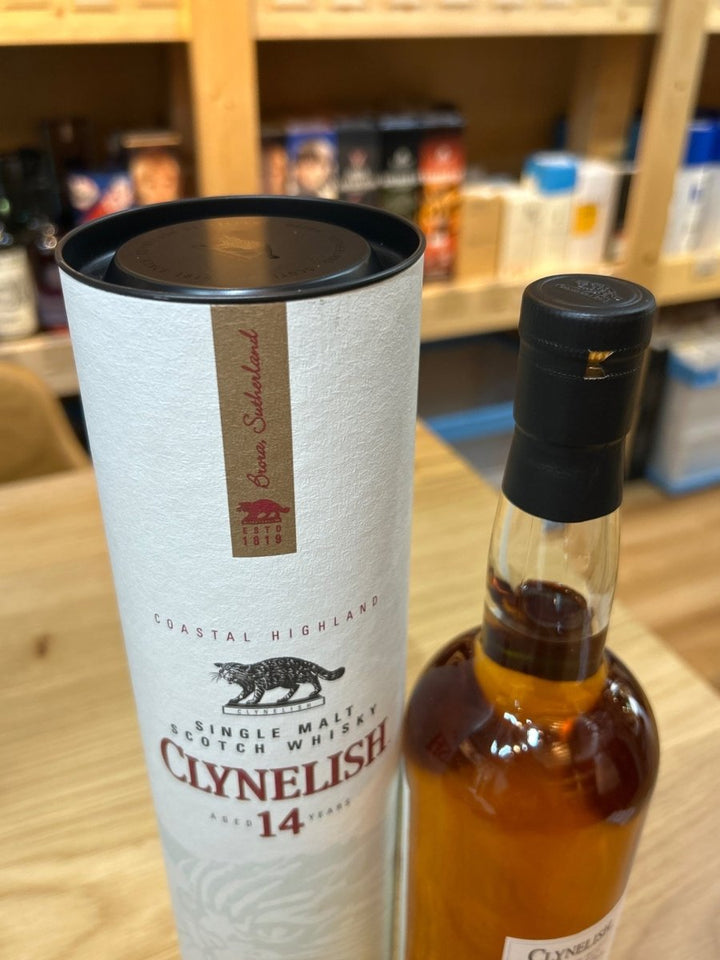 Brora, Sutherland
ESTD
1819
COASTAL HIGHLAND
CLYNELISH
SINGLE MALT
SCOTCH WHISKY
CLYNELISH
AGED 14 YEARS
CLYNELISH